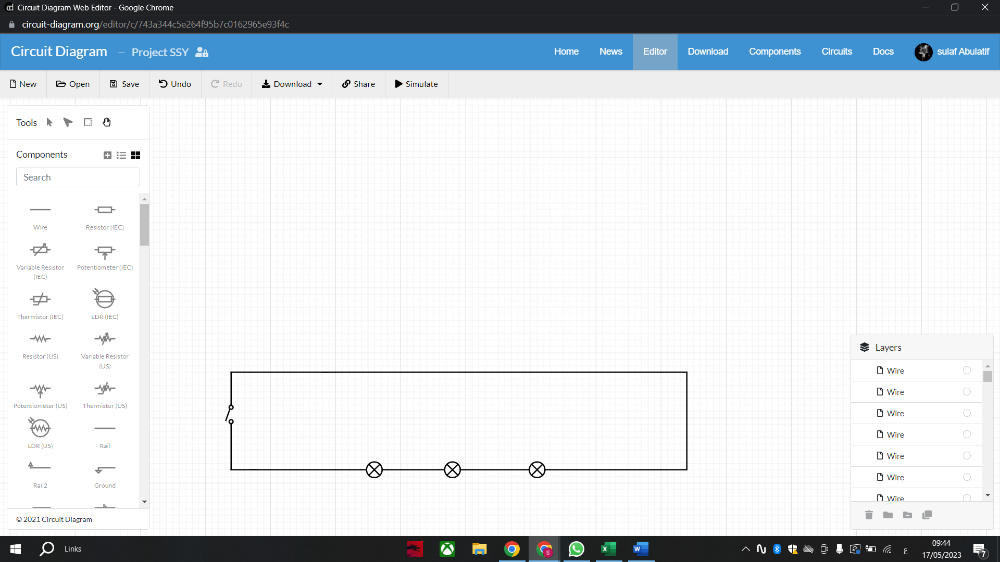 Circuit Diagram Web Editor - Google Chrome
circuit-diagram.org/editor/c/743a344c5e264f95b7c0162965e93f4c
Circuit Diagram – Project SSY Home News Editor Download Components Circuits Docs sulaf Abulatif
New Open Save Undo Redo Download Share Simulate
Tools
Components
Search
Wire Resistor (IEC)
Variable Resistor (IEC) Potentiometer (IEC)
Thermistor (IEC) LDR (IEC)
Resistor (US) Variable Resistor (US)
Potentiometer (US) Thermistor (US)
LDR (US) Rail
Rail2 Ground
© 2021 Circuit Diagram
Layers
Wire
Wire
Wire
Wire
Wire
Wire
Wire
Links
ع
09:44
17/05/2023
7